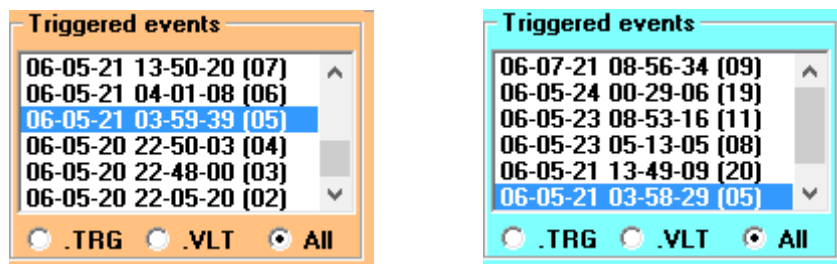 Triggered events
06-05-21 13-50-20 (07)
06-05-21 04-01-08 (06)
06-05-21 03-59-39 (05)
06-05-20 22-50-03 (04)
06-05-20 22-48-00 (03)
06-05-20 22-05-20 (02)
.TRG .VLT All
Triggered events
06-07-21 08-56-34 (09)
06-05-24 00-29-06 (19)
06-05-23 08-53-16 (11)
06-05-23 05-13-05 (08)
06-05-21 13-49-09 (20)
06-05-21 03-58-29 (05)
.TRG .VLT All